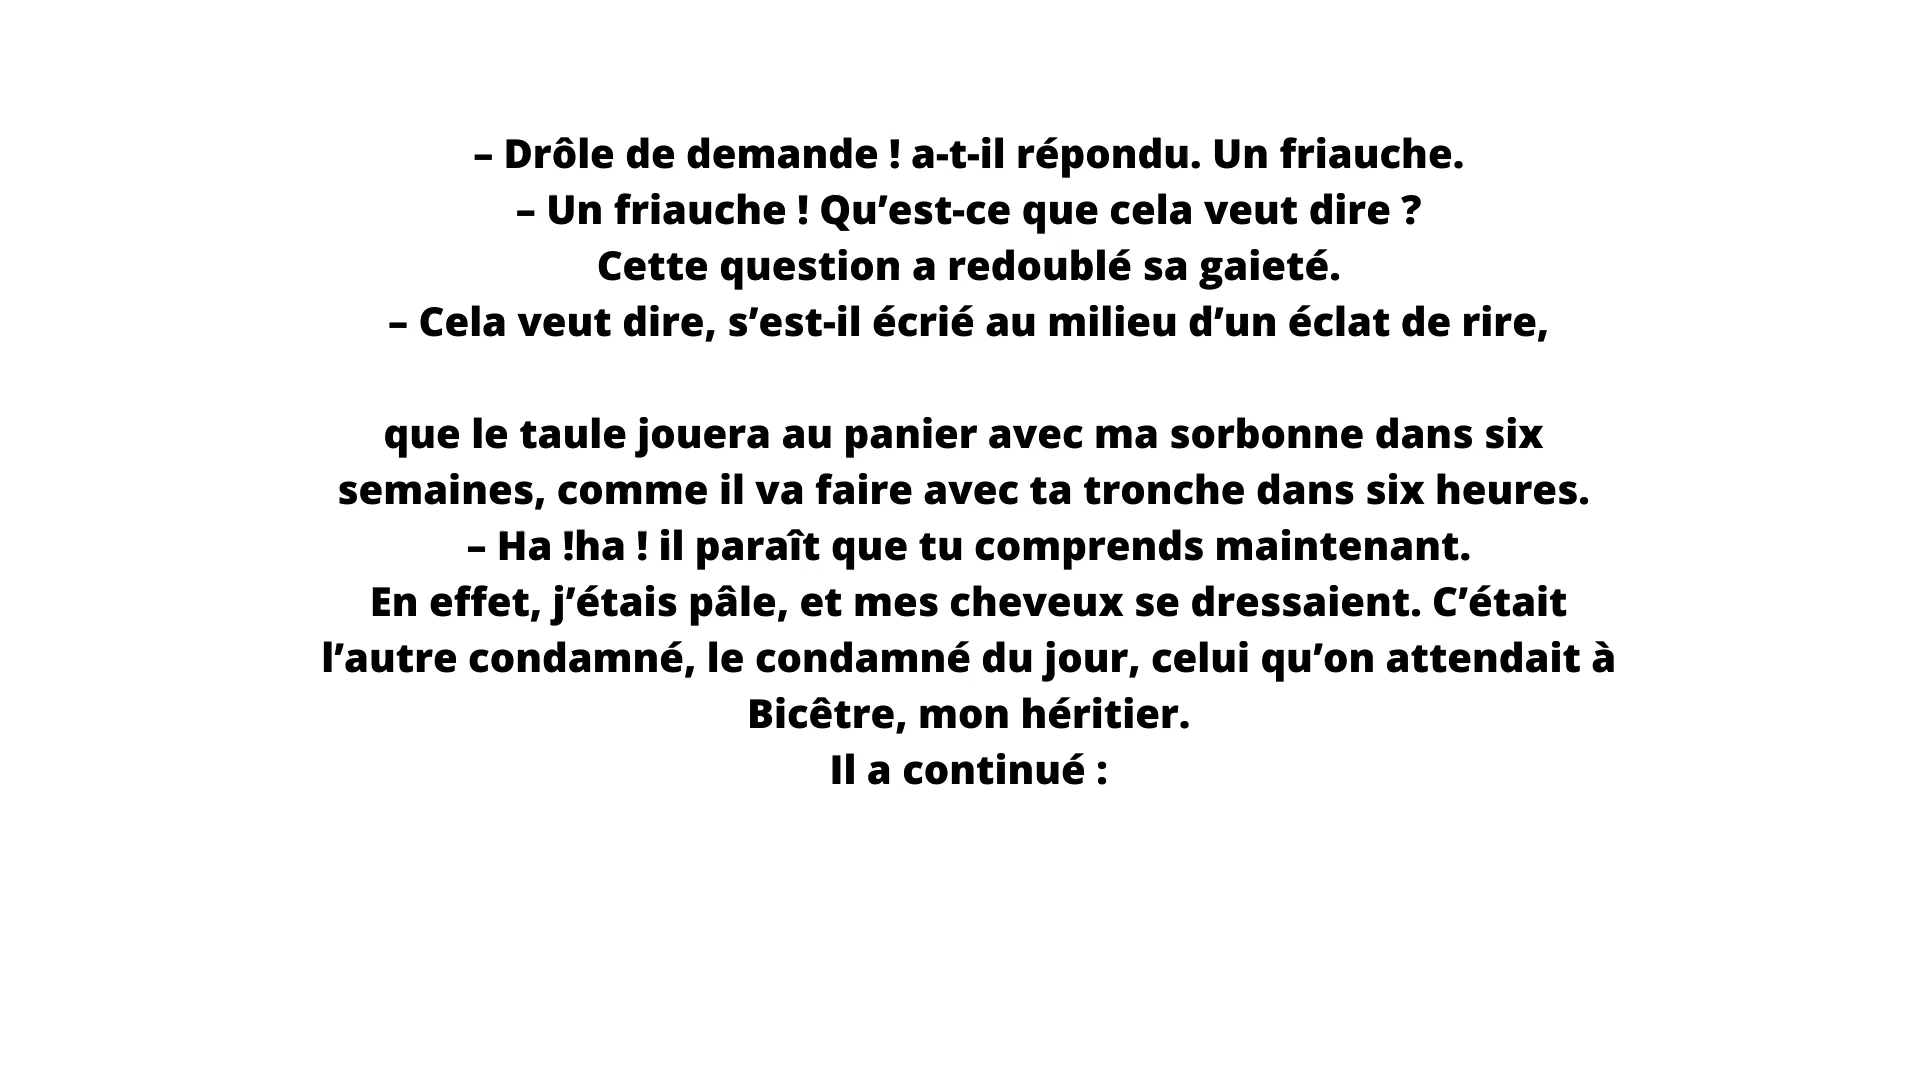 – Drôle de demande ! a-t-il répondu. Un friauche.
– Un friauche ! Qu’est-ce que cela veut dire ?
Cette question a redoublé sa gaieté.
– Cela veut dire, s’est-il écrié au milieu d’un éclat de rire,
que le taule jouera au panier avec ma sorbonne dans six
semaines, comme il va faire avec ta tronche dans six heures.
– Ha !ha ! il paraît que tu comprends maintenant.
En effet, j’étais pâle, et mes cheveux se dressaient. C’était
l’autre condamné, le condamné du jour, celui qu’on attendait à
Bicêtre, mon héritier.
Il a continué :